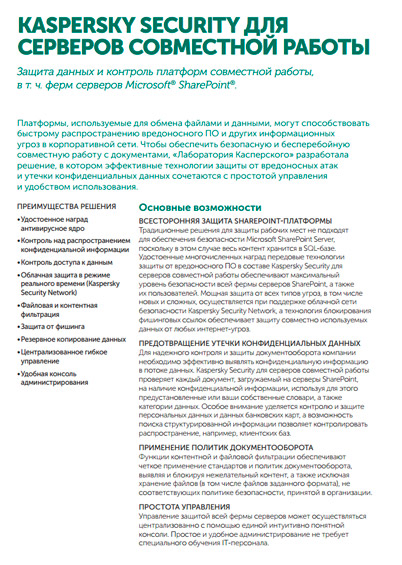 KASPERSKY SECURITY ДЛЯ
СЕРВЕРОВ СОВМЕСТНОЙ РАБОТЫ
Защита данных и контроль платформ совместной работы,
в т. ч. ферм серверов Microsoft® SharePoint®.
Платформы, используемые для обмена файлами и данными, могут способствовать
быстрому распространению вредоносного ПО и других информационных
угроз в корпоративной сети. Чтобы обеспечить безопасную и бесперебойную
совместную работу с документами, «Лаборатория Касперского» разработала
решение, в котором эффективные технологии защиты от вредоносных атак
и утечки конфиденциальных данных сочетаются с простотой управления
и удобством использования.
ПРЕИМУЩЕСТВА РЕШЕНИЯ
• Удостоенное наград
антивирусное ядро
• Контроль над распространением
конфиденциальной информации
• Контроль доступа к данным
• Облачная защита в режиме
реального времени (Kaspersky
Security Network)
• Файловая и контентная
фильтрация
• Защита от фишинга
• Резервное копирование данных
• Централизованное гибкое
управление
• Удобная консоль
администрирования
Основные возможности
ВСЕСТОРОННЯЯ ЗАЩИТА SHAREPOINT-ПЛАТФОРМЫ
Традиционные решения для защиты рабочих мест не подходят
для обеспечения безопасности Microsoft SharePoint Server,
поскольку в этом случае весь контент хранится в SQL-базе.
Удостоенные многочисленных наград передовые технологии
защиты от вредоносного ПО в составе Kaspersky Security для
серверов совместной работы обеспечивают максимальный
уровень безопасности всей ферме серверов SharePoint, а также
их пользователей. Мощная защита от всех типов угроз, в том числе
новых и сложных, осуществляется при поддержке облачной сети
безопасности Kaspersky Security Network, а технология блокирования
фишинговых ссылок обеспечивает защиту совместно используемых
данных от любых интернет-угроз.
ПРЕДОТВРАЩЕНИЕ УТЕЧКИ КОНФИДЕНЦИАЛЬНЫХ ДАННЫХ
Для надежного контроля и защиты документооборота компании
необходимо эффективно выявлять конфиденциальную информацию
в потоке данных. Kaspersky Security для серверов совместной работы
проверяет каждый документ, загружаемый на серверы SharePoint,
на наличие конфиденциальной информации, используя для этого
предустановленные или ваши собственные словари, а также
категории данных. Особое внимание уделяется контролю и защите
персональных данных и данных банковских карт, а возможность
поиска структурированной информации позволяет контролировать
распространение, например, клиентских баз.
ПРИМЕНЕНИЕ ПОЛИТИК ДОКУМЕНТООБОРОТА
Функции контентной и файловой фильтрации обеспечивают
четкое применение стандартов и политик документооборота,
выявляя и блокируя нежелательный контент, а также исключая
хранение файлов (в том числе файлов заданного формата), не
соответствующих политике безопасности, принятой в организации.
ПРОСТОТА УПРАВЛЕНИЯ
Управление защитой всей фермы серверов может осуществляться
централизованно с помощью единой интуитивно понятной
консоли. Простое и удобное администрирование не требует
специального обучения IT-персонала.